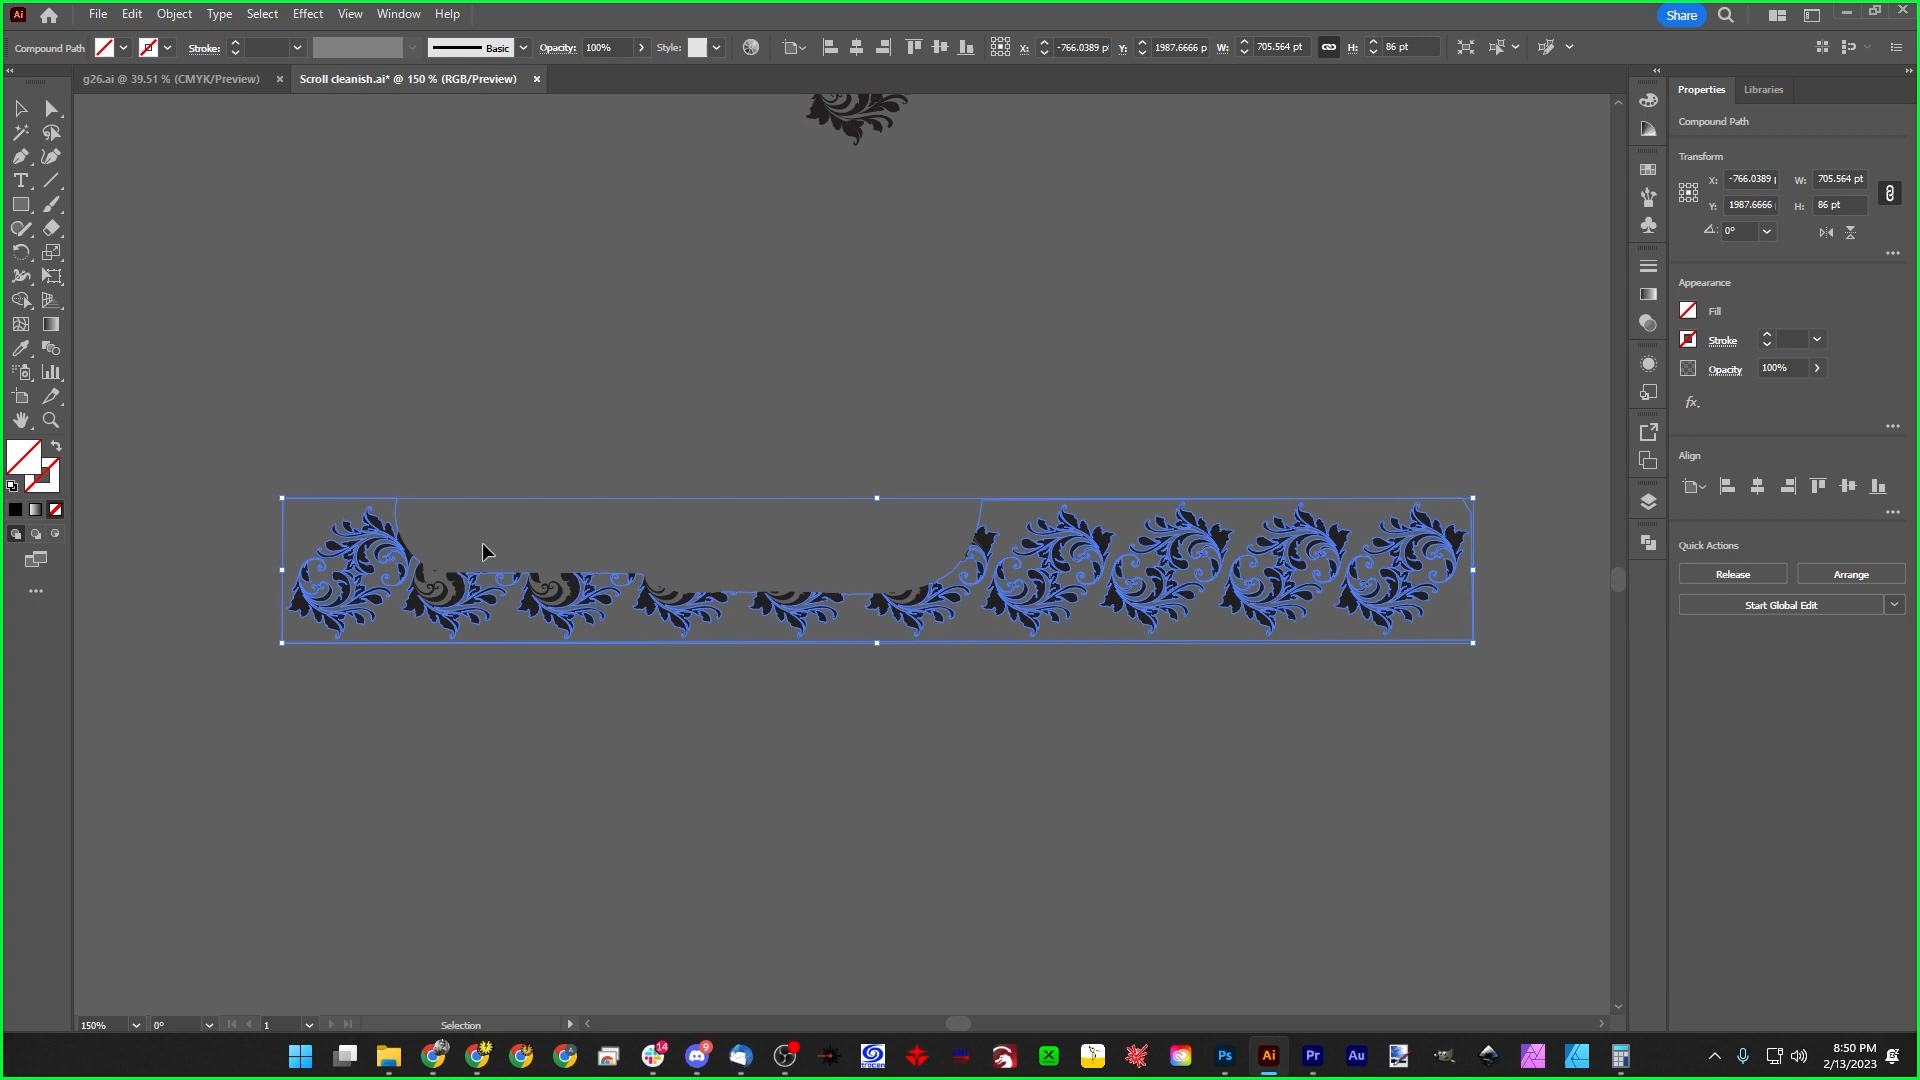 Ai File Edit Object Type Select Effect View Window Help Share
Compound Path Stroke: Basic Opacity: 100% Style: X: -766.0389 p Y: 1987.6666 p W: 705.564 pt H: 86 pt
g26.ai @ 39.51 % (CMYK/Preview) × Scroll cleanish.ai* @ 150 % (RGB/Preview) ×
Properties Libraries
Compound Path
Transform
X: -766.0389 W: 705.564 pt
Y: 1987.6666 H: 86 pt
0°
Appearance
Fill
Stroke
Opacity 100%
fx.
Align
Quick Actions
Release Arrange
Start Global Edit
150% 0° 1 Selection
14 9 Ps Ai Pr Au
8:50 PM
2/13/2023